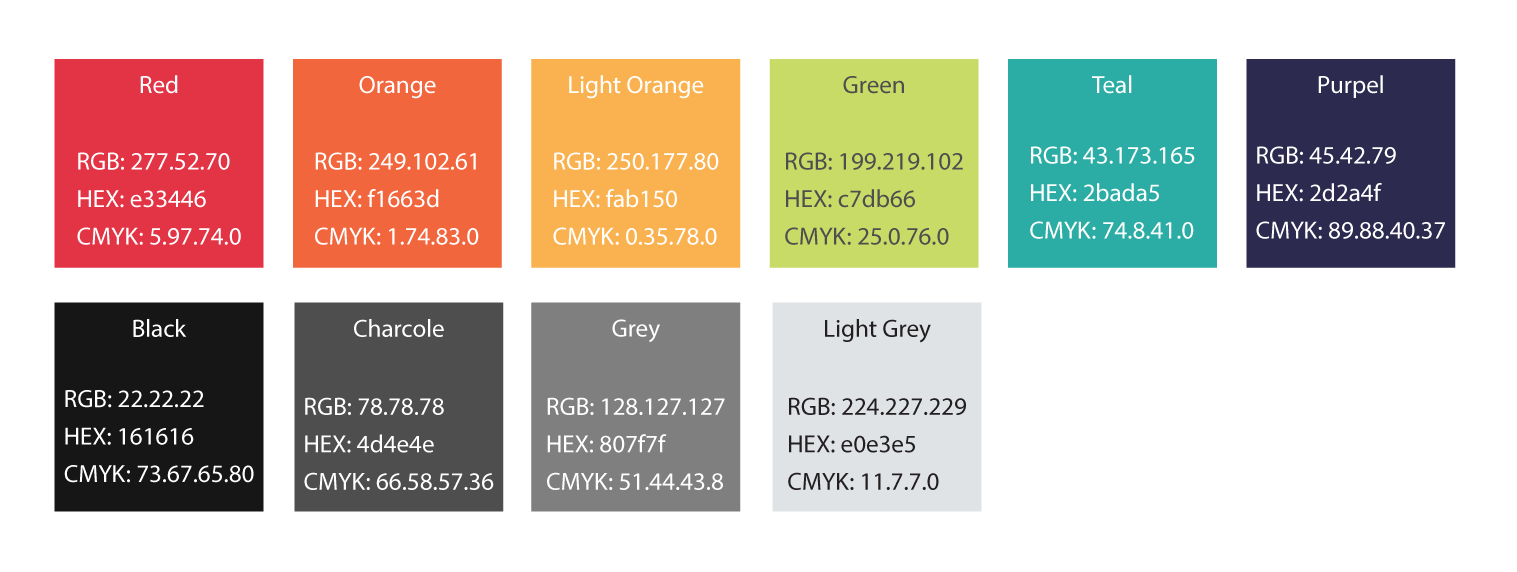 Red
RGB: 277.52.70
HEX: e33446
CMYK: 5.97.74.0
Orange
RGB: 249.102.61
HEX: f1663d
CMYK: 1.74.83.0
Light Orange
RGB: 250.177.80
HEX: fab150
CMYK: 0.35.78.0
Green
RGB: 199.219.102
HEX: c7db66
CMYK: 25.0.76.0
Teal
RGB: 43.173.165
HEX: 2bada5
CMYK: 74.8.41.0
Purpel
RGB: 45.42.79
HEX: 2d2a4f
CMYK: 89.88.40.37
Black
RGB: 22.22.22
HEX: 161616
CMYK: 73.67.65.80
Charcole
RGB: 78.78.78
HEX: 4d4e4e
CMYK: 66.58.57.36
Grey
RGB: 128.127.127
HEX: 807f7f
CMYK: 51.44.43.8
Light Grey
RGB: 224.227.229
HEX: e0e3e5
CMYK: 11.7.7.0